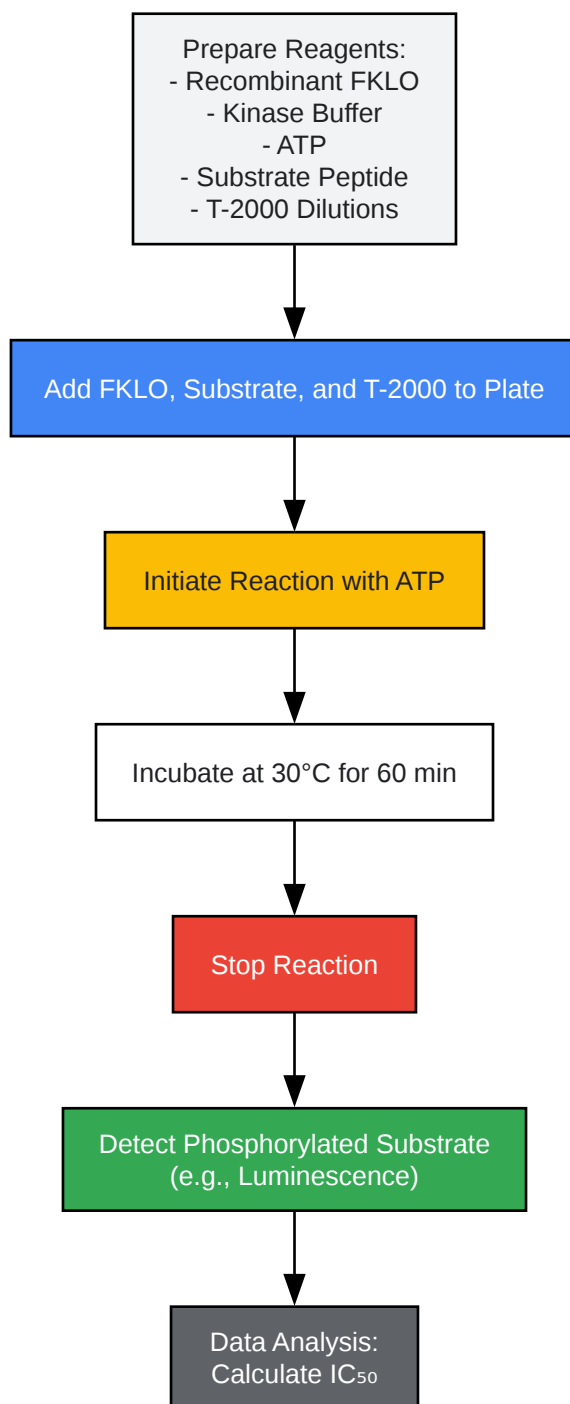 Prepare Reagents:
- Recombinant FKLO
- Kinase Buffer
- ATP
- Substrate Peptide
- T-2000 Dilutions
Add FKLO, Substrate, and T-2000 to Plate
Initiate Reaction with ATP
Incubate at 30°C for 60 min
Stop Reaction
Detect Phosphorylated Substrate
(e.g., Luminescence)
Data Analysis:
Calculate IC₅₀